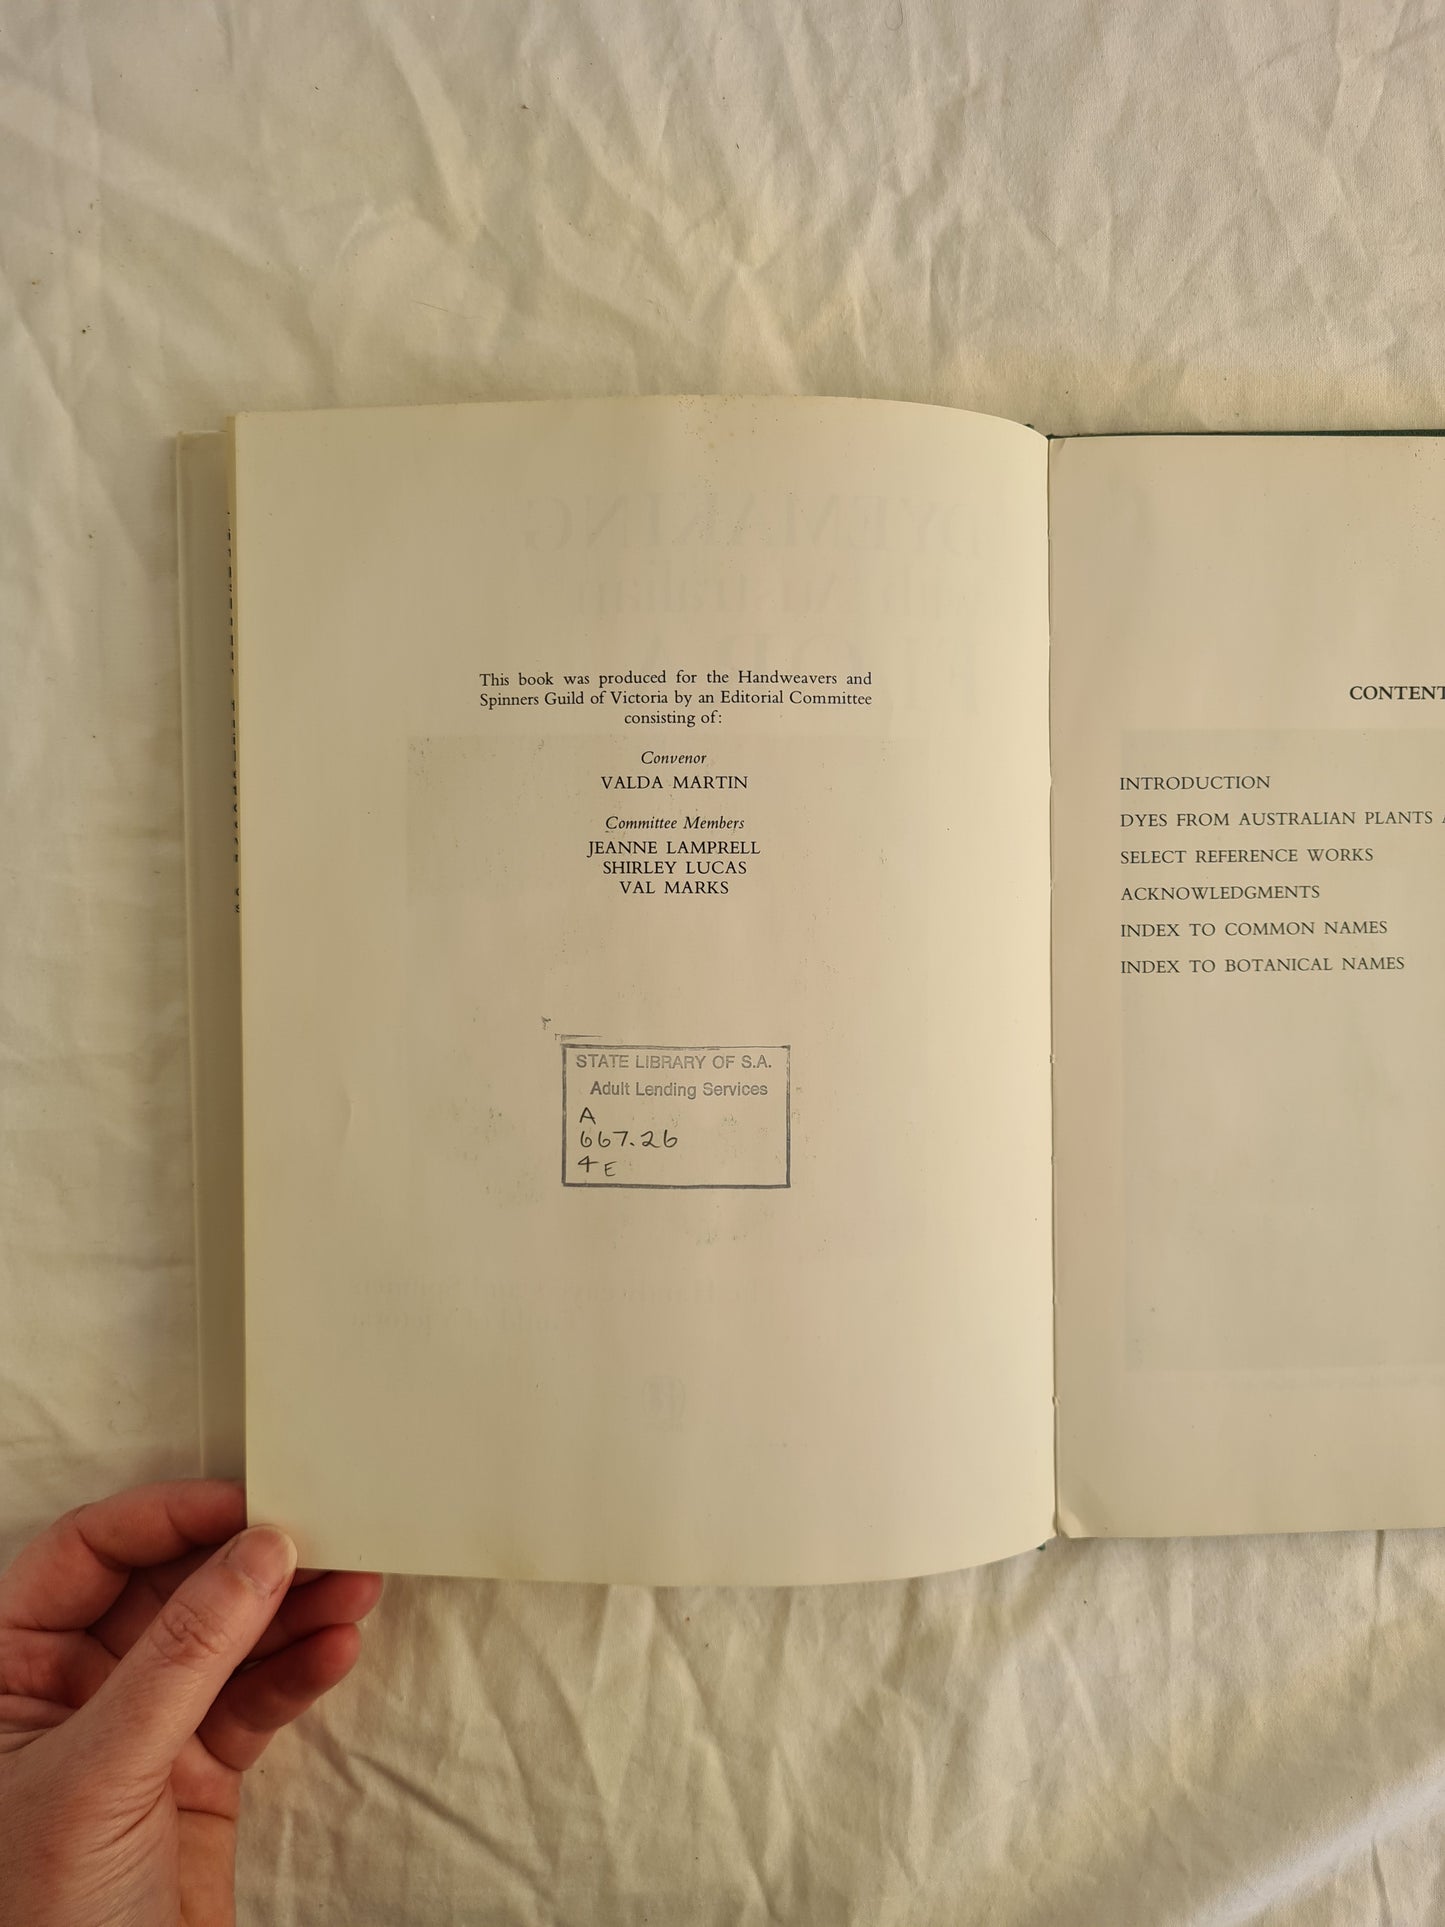 This book was produced for the Handweavers and
Spinners Guild of Victoria by an Editorial Committee
consisting of:
Convenor
VALDA MARTIN
Committee Members
JEANNE LAMPRELL
SHIRLEY LUCAS
VAL MARKS
STATE LIBRARY OF S.A.
Adult Lending Services
A
667.26
4E
CONTENT
INTRODUCTION
DYES FROM AUSTRALIAN PLANTS
SELECT REFERENCE WORKS
ACKNOWLEDGMENTS
INDEX TO COMMON NAMES
INDEX TO BOTANICAL NAMES